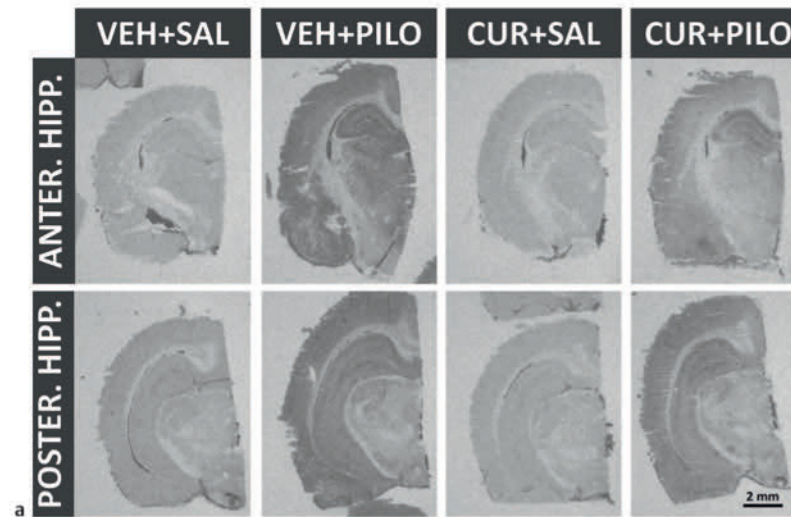 VEH+SAL
VEH+PILO
CUR+SAL
CUR+PILO
ANTER. HIPP.
POSTER. HIPP.
2 mm
a